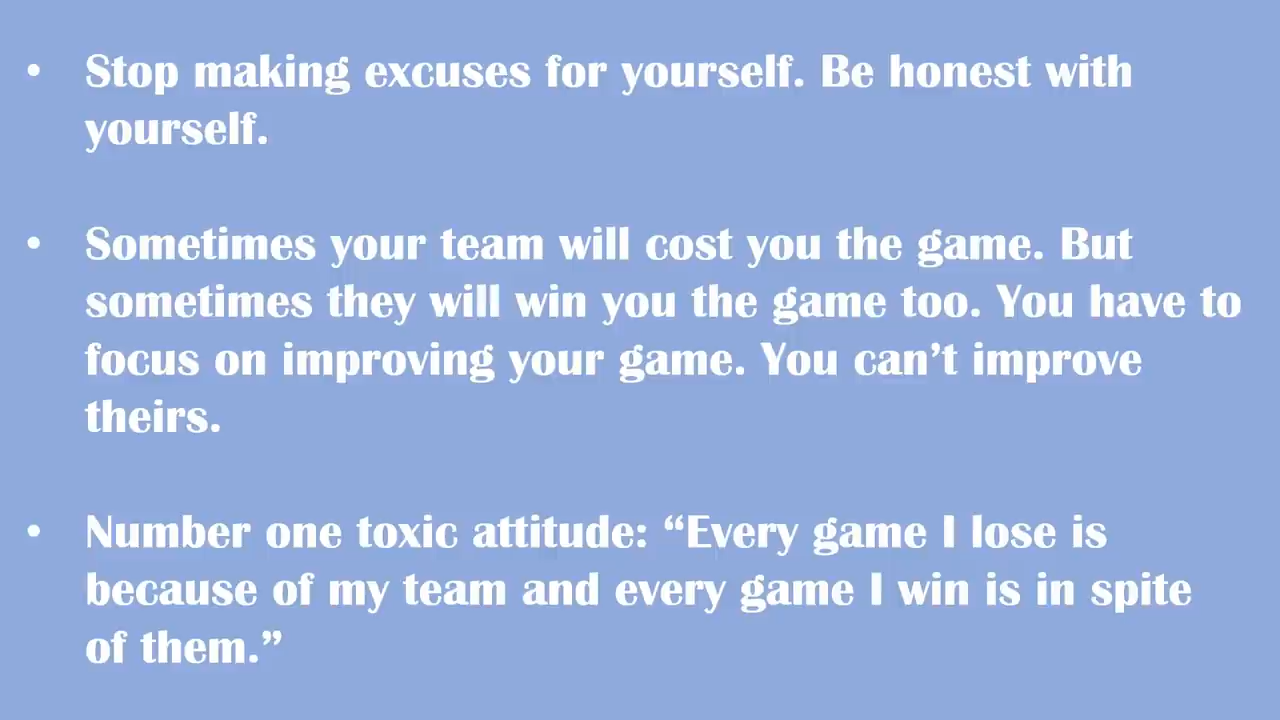 • Stop making excuses for yourself. Be honest with
yourself.
• Sometimes your team will cost you the game. But
sometimes they will win you the game too. You have to
focus on improving your game. You can’t improve
theirs.
• Number one toxic attitude: “Every game I lose is
because of my team and every game I win is in spite
of them.”